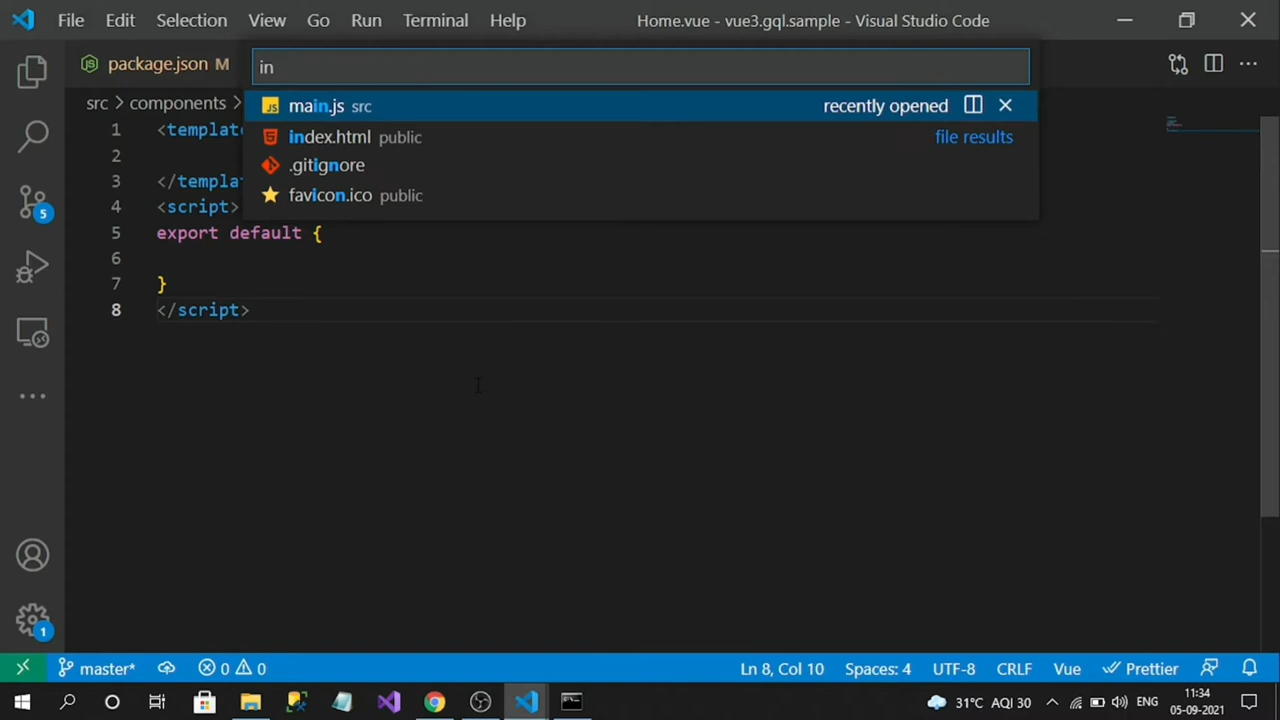 File Edit Selection View Go Run Terminal Help Home.vue - vue3.gql.sample - Visual Studio Code
package.json M
in
main.js src recently opened
index.html public file results
.gitignore
favicon.ico public
src > components >
1 <templat
2
3 </templat
4 <script>
5 export default {
6
7 }
8 </script>
5
1
master* 0 0 Ln 8, Col 10 Spaces: 4 UTF-8 CRLF Vue Prettier
31°C AQI 30 ENG 11:34
05-09-2021